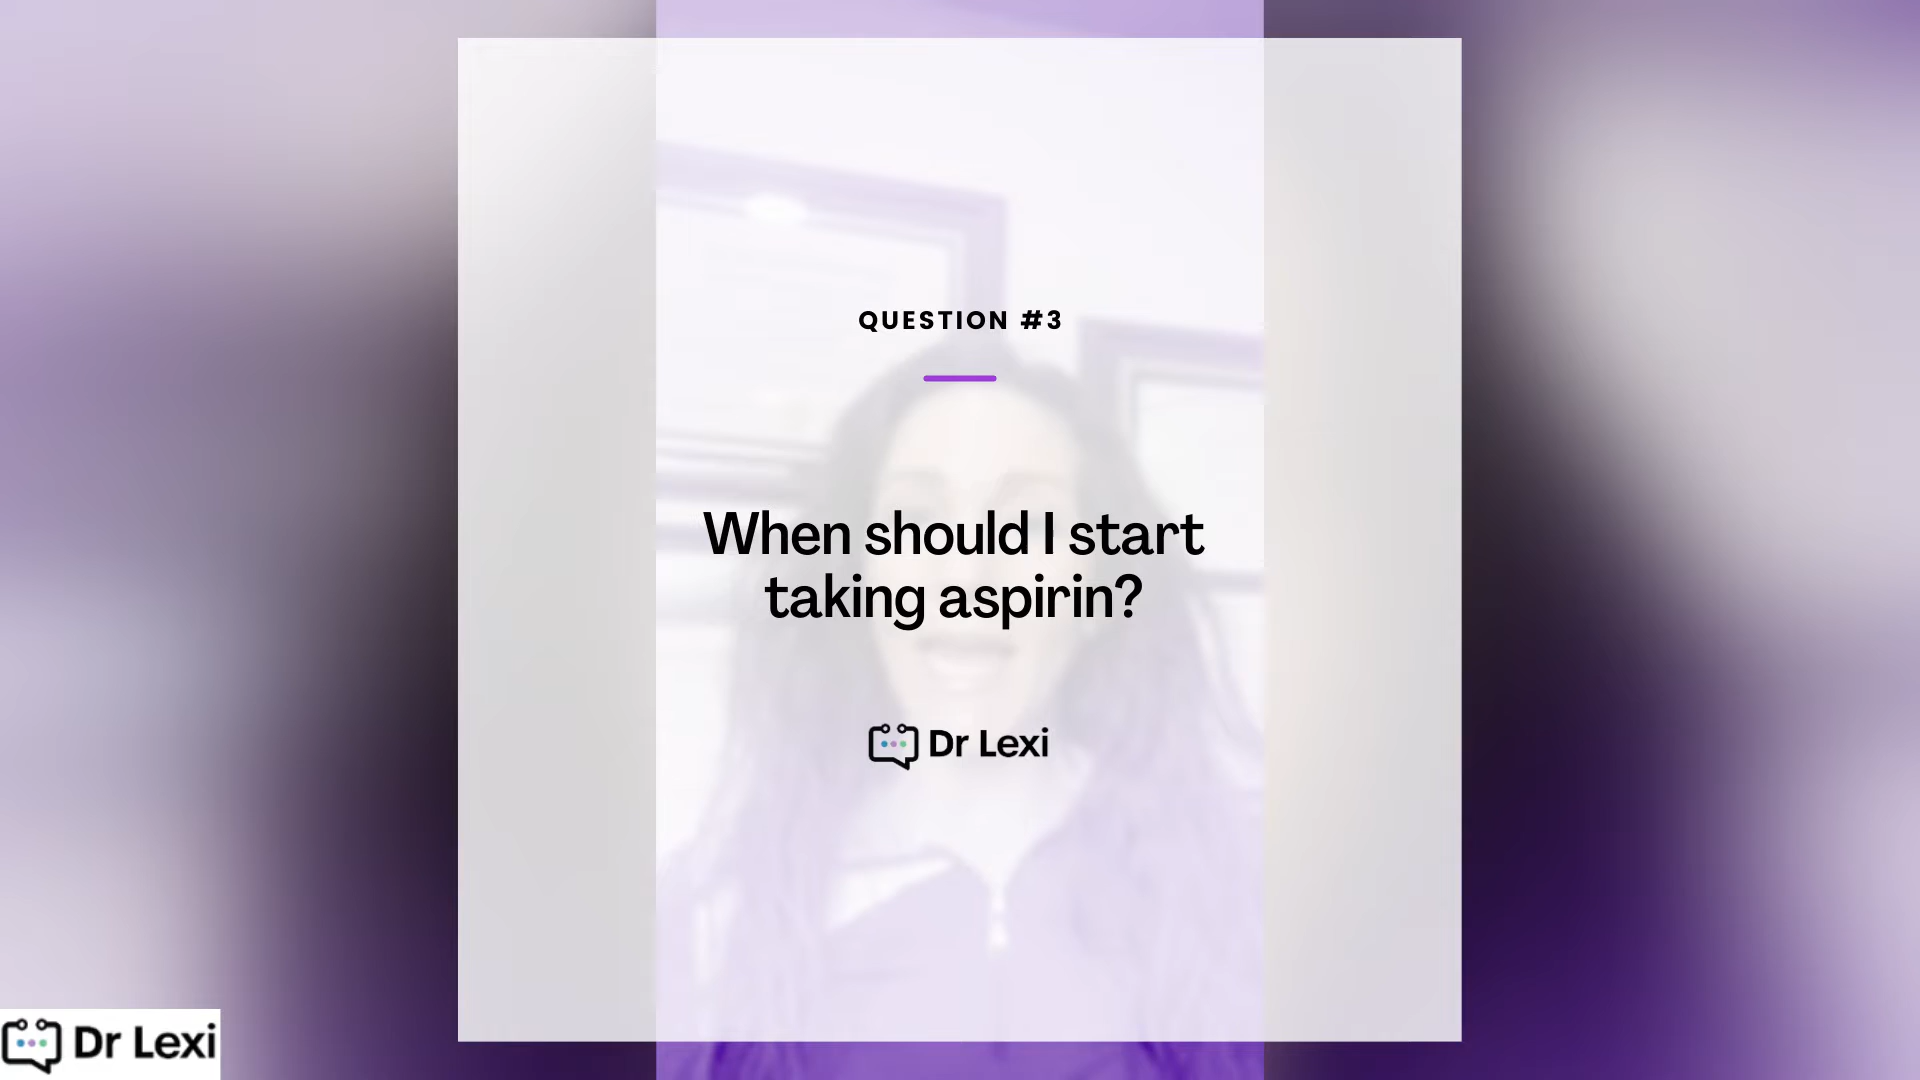 QUESTION #3
When should I start
taking aspirin?
Dr Lexi
Dr Lexi